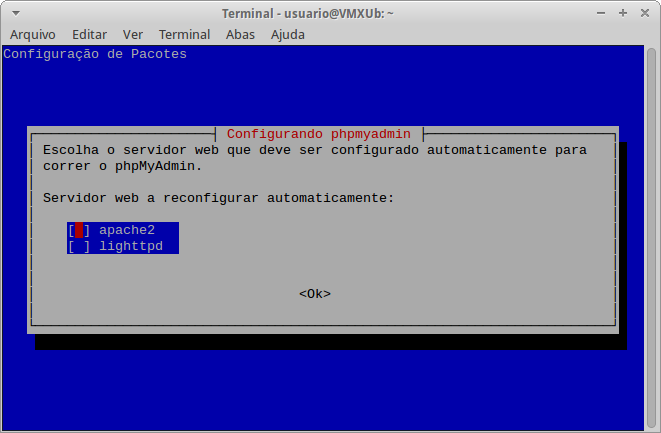 Terminal - usuario@VMXUb: ~
Arquivo Editar Ver Terminal Abas Ajuda
Configuração de Pacotes
Configurando phpmyadmin
Escolha o servidor web que deve ser configurado automaticamente para
correr o phpMyAdmin.
Servidor web a reconfigurar automaticamente:
[ ] apache2
[ ] lighttpd
<Ok>